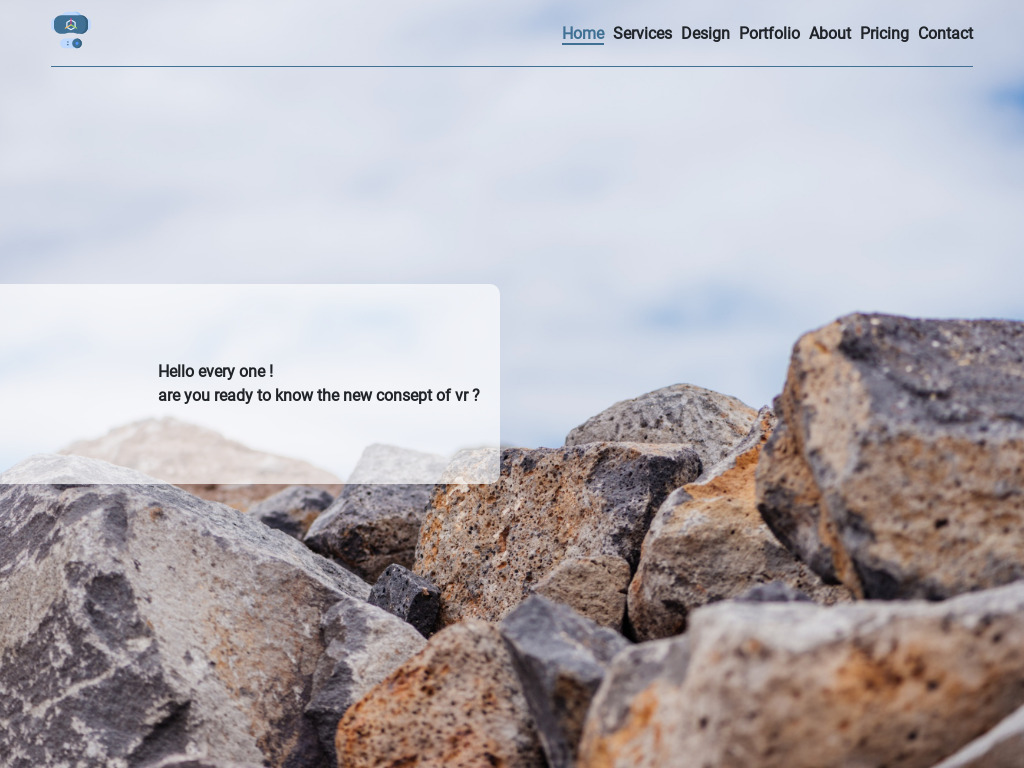 Home Services Design Portfolio About Pricing Contact
Hello every one !
are you ready to know the new consept of vr ?